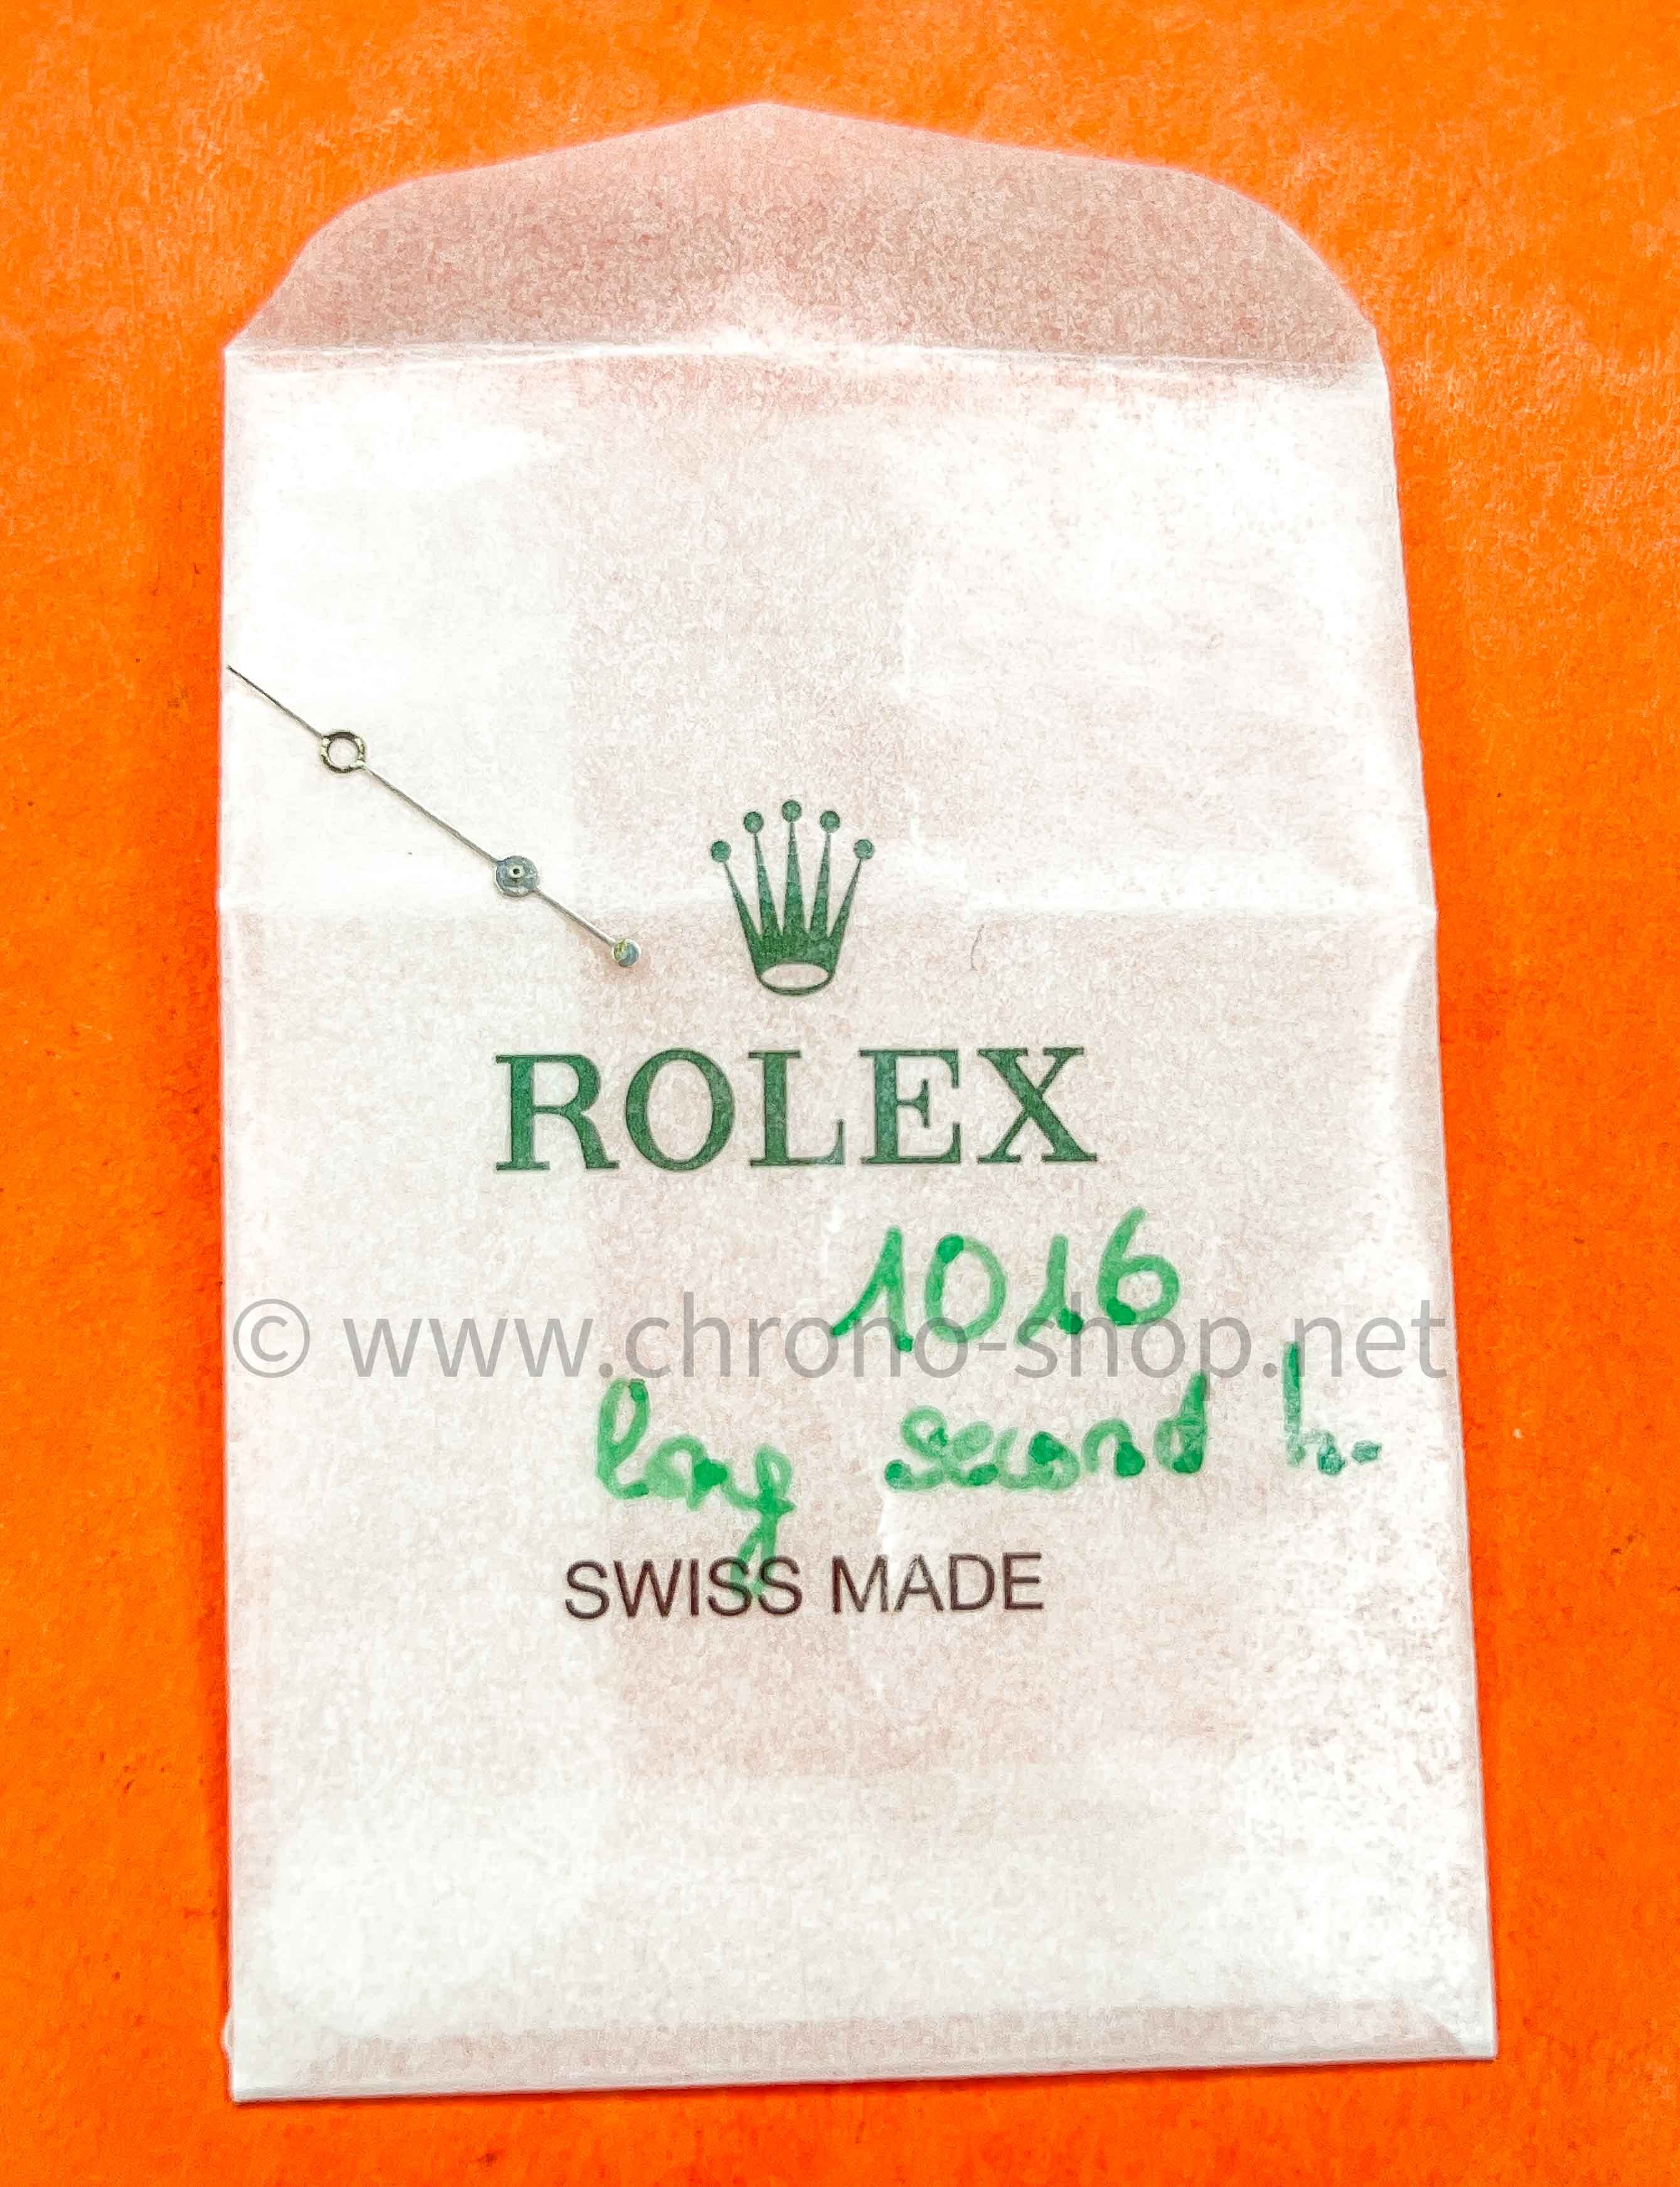 ROLEX
1016
© www.chrono-shop.net
long second h.
SWISS MADE